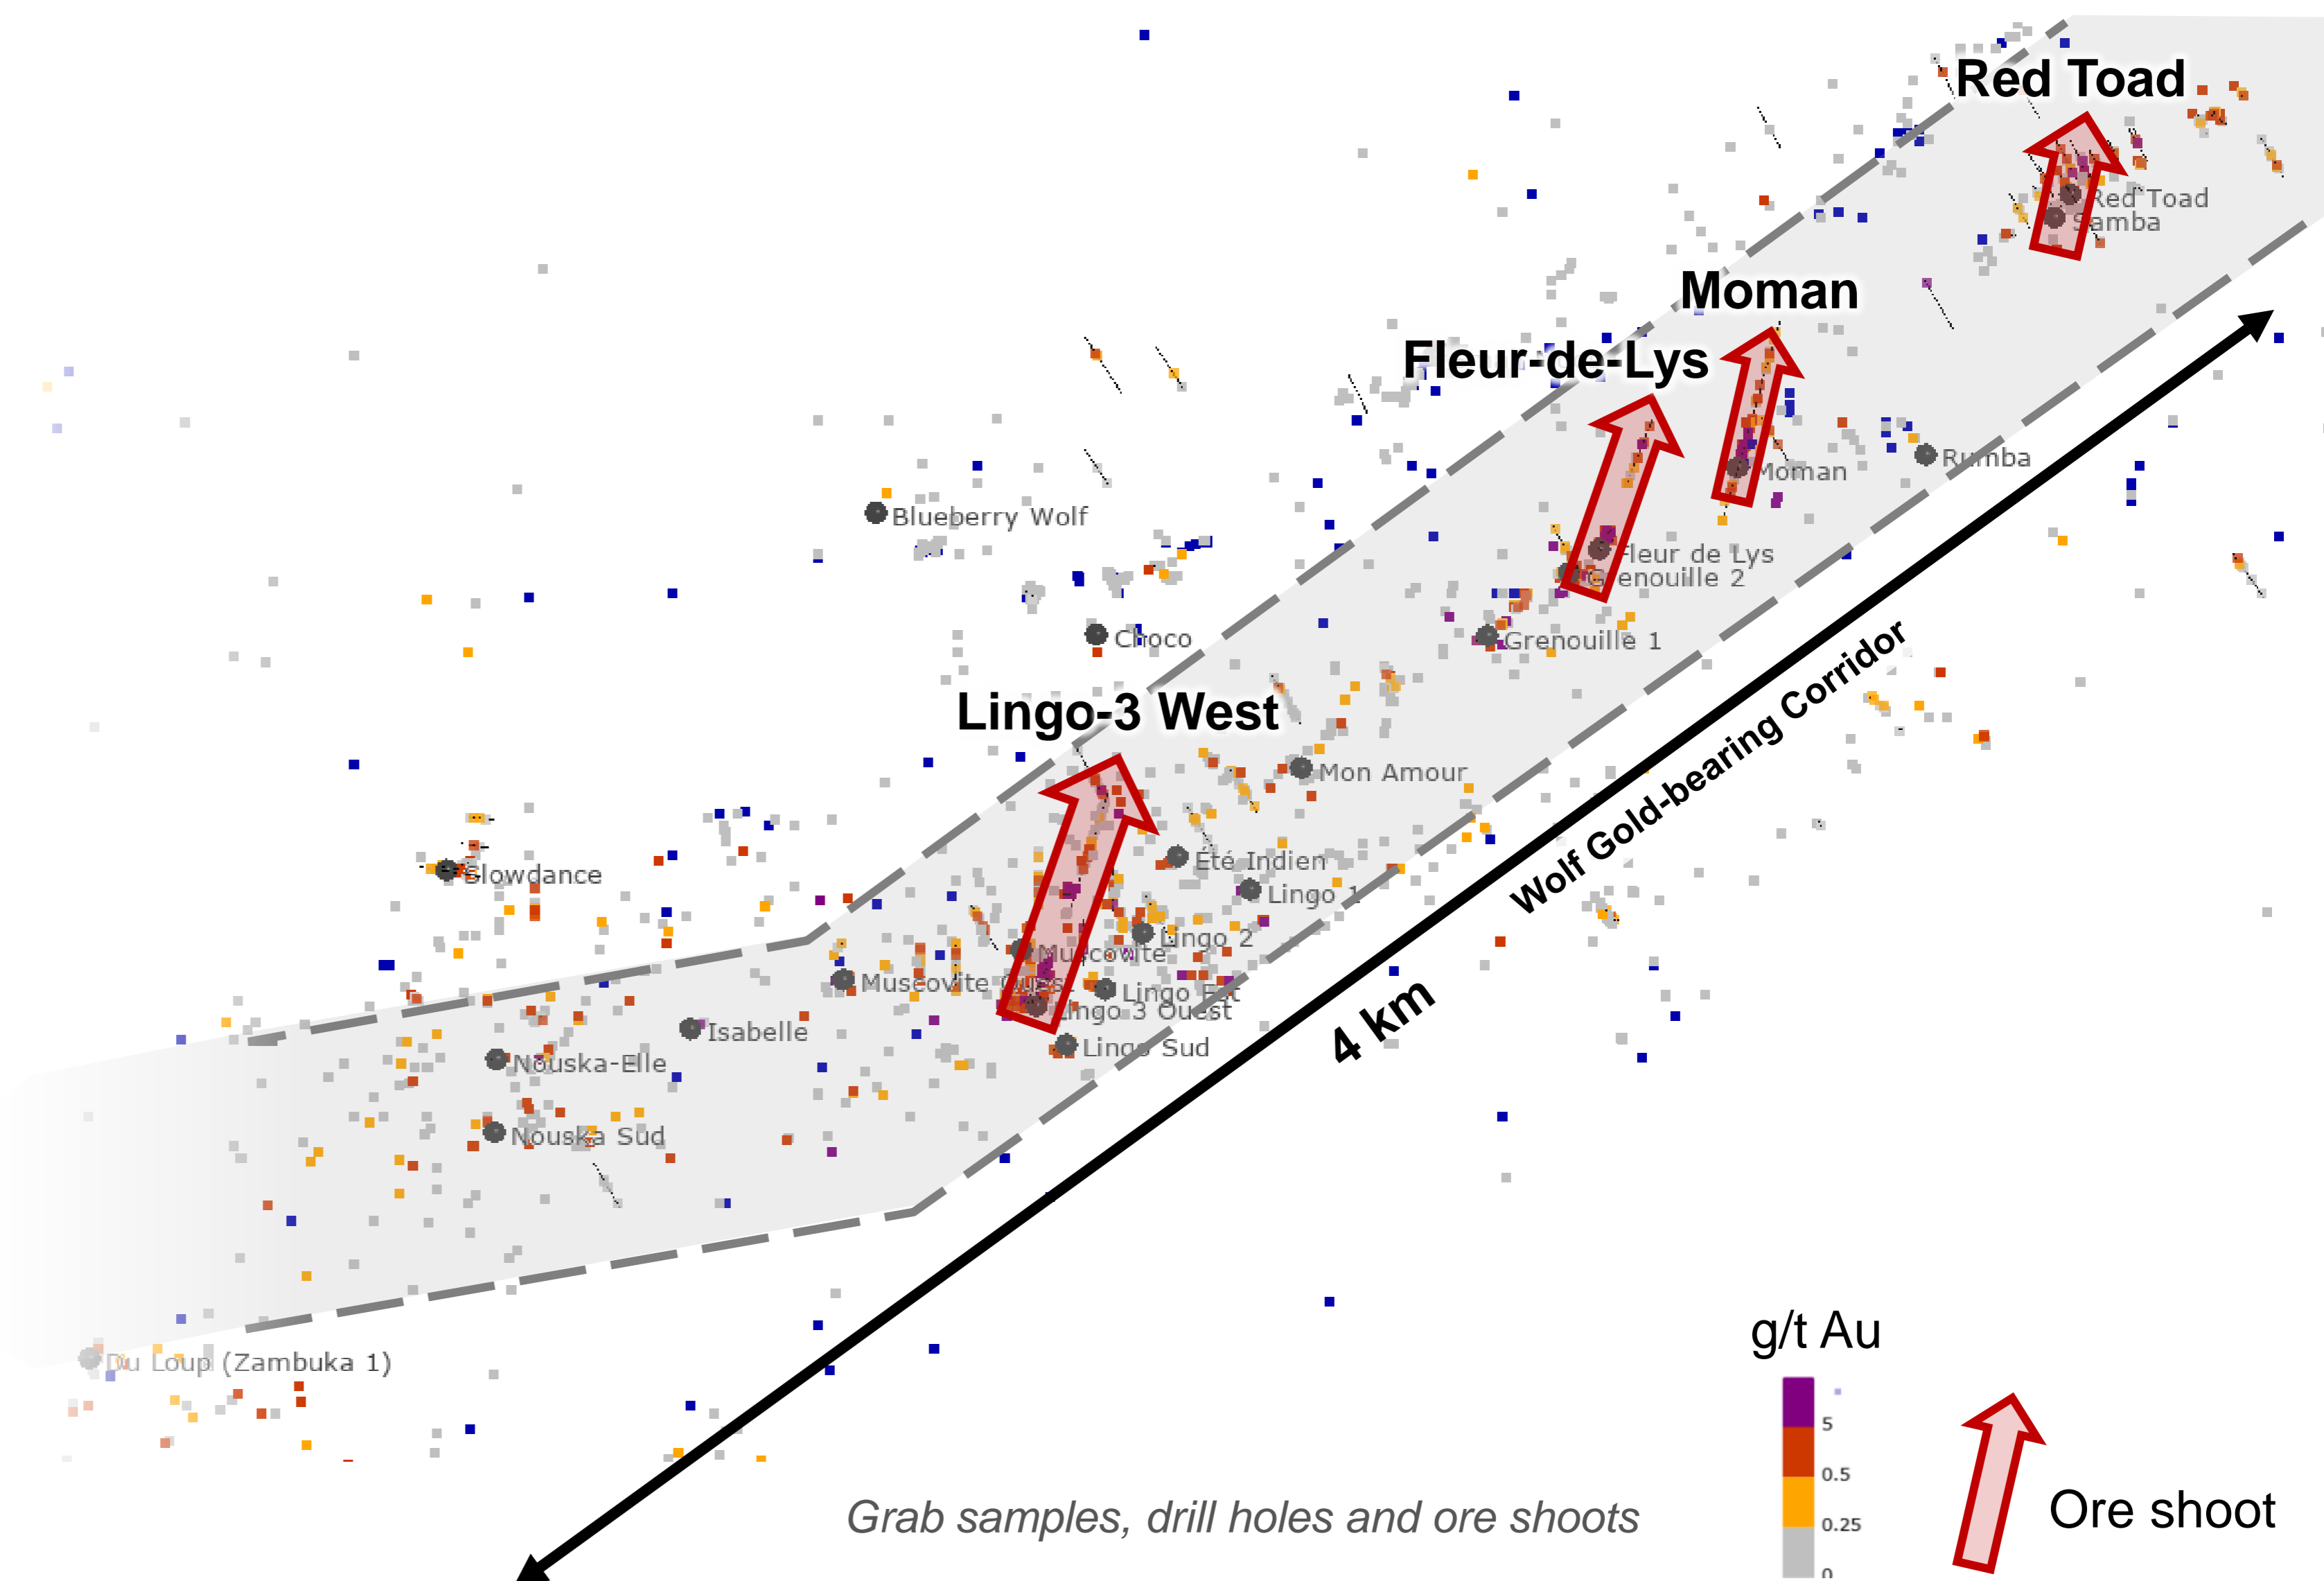 Red Toad
Red Toad
Samba
Moman
Fleur-de-Lys
Moman
Rumba
Blueberry Wolf
Fleur de Lys
Grenouille 2
Choco
Grenouille 1
Lingo-3 West
Mon Amour
Wolf Gold-bearing Corridor
Été Indien
Slowdance
Lingo 1
Lingo 2
Muscovite
Muscovite Ouest
Lingo Est
Lingo 3 Ouest
4 km
Isabelle
Lingo Sud
Nouska-Elle
Nouska Sud
Du Loup (Zambuka 1)
g/t Au
5
0.5
0.25
0
Grab samples, drill holes and ore shoots
Ore shoot